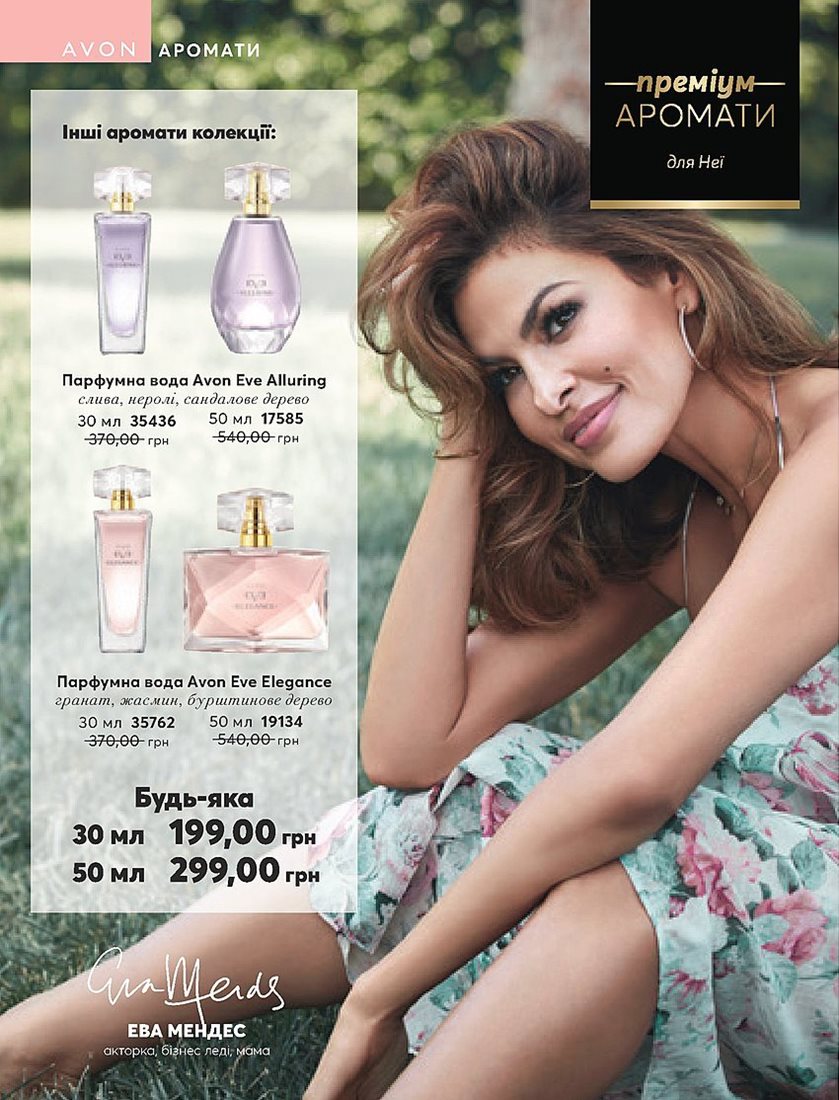 AVON АРОМАТИ
преміум
АРОМАТИ
для Неї
Інші аромати колекції:
EVE
Парфумна вода Avon Eve Alluring
слива, неролі, сандалове дерево
30 мл 35436 50 мл 17585
370,00 грн 540,00 грн
EVE
ELEGANCE
EVE
ELEGANCE
Парфумна вода Avon Eve Elegance
гранат, жасмин, бурштинове дерево
30 мл 35762 50 мл 19134
370,00 грн 540,00 грн
Будь-яка
30 мл 199,00 грн
50 мл 299,00 грн
Eva Mendes
ЕВА МЕНДЕС
акторка, бізнес леді, мама